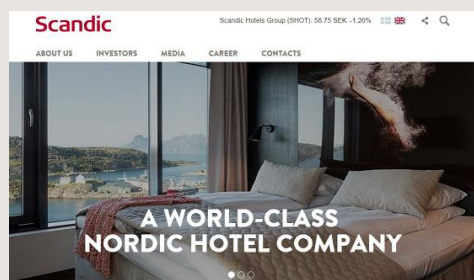 Scandic
Scandic Hotels Group (SHOT): 58.75 SEK -1.26%
ABOUT US INVESTORS MEDIA CAREER CONTACTS
A WORLD-CLASS
NORDIC HOTEL COMPANY